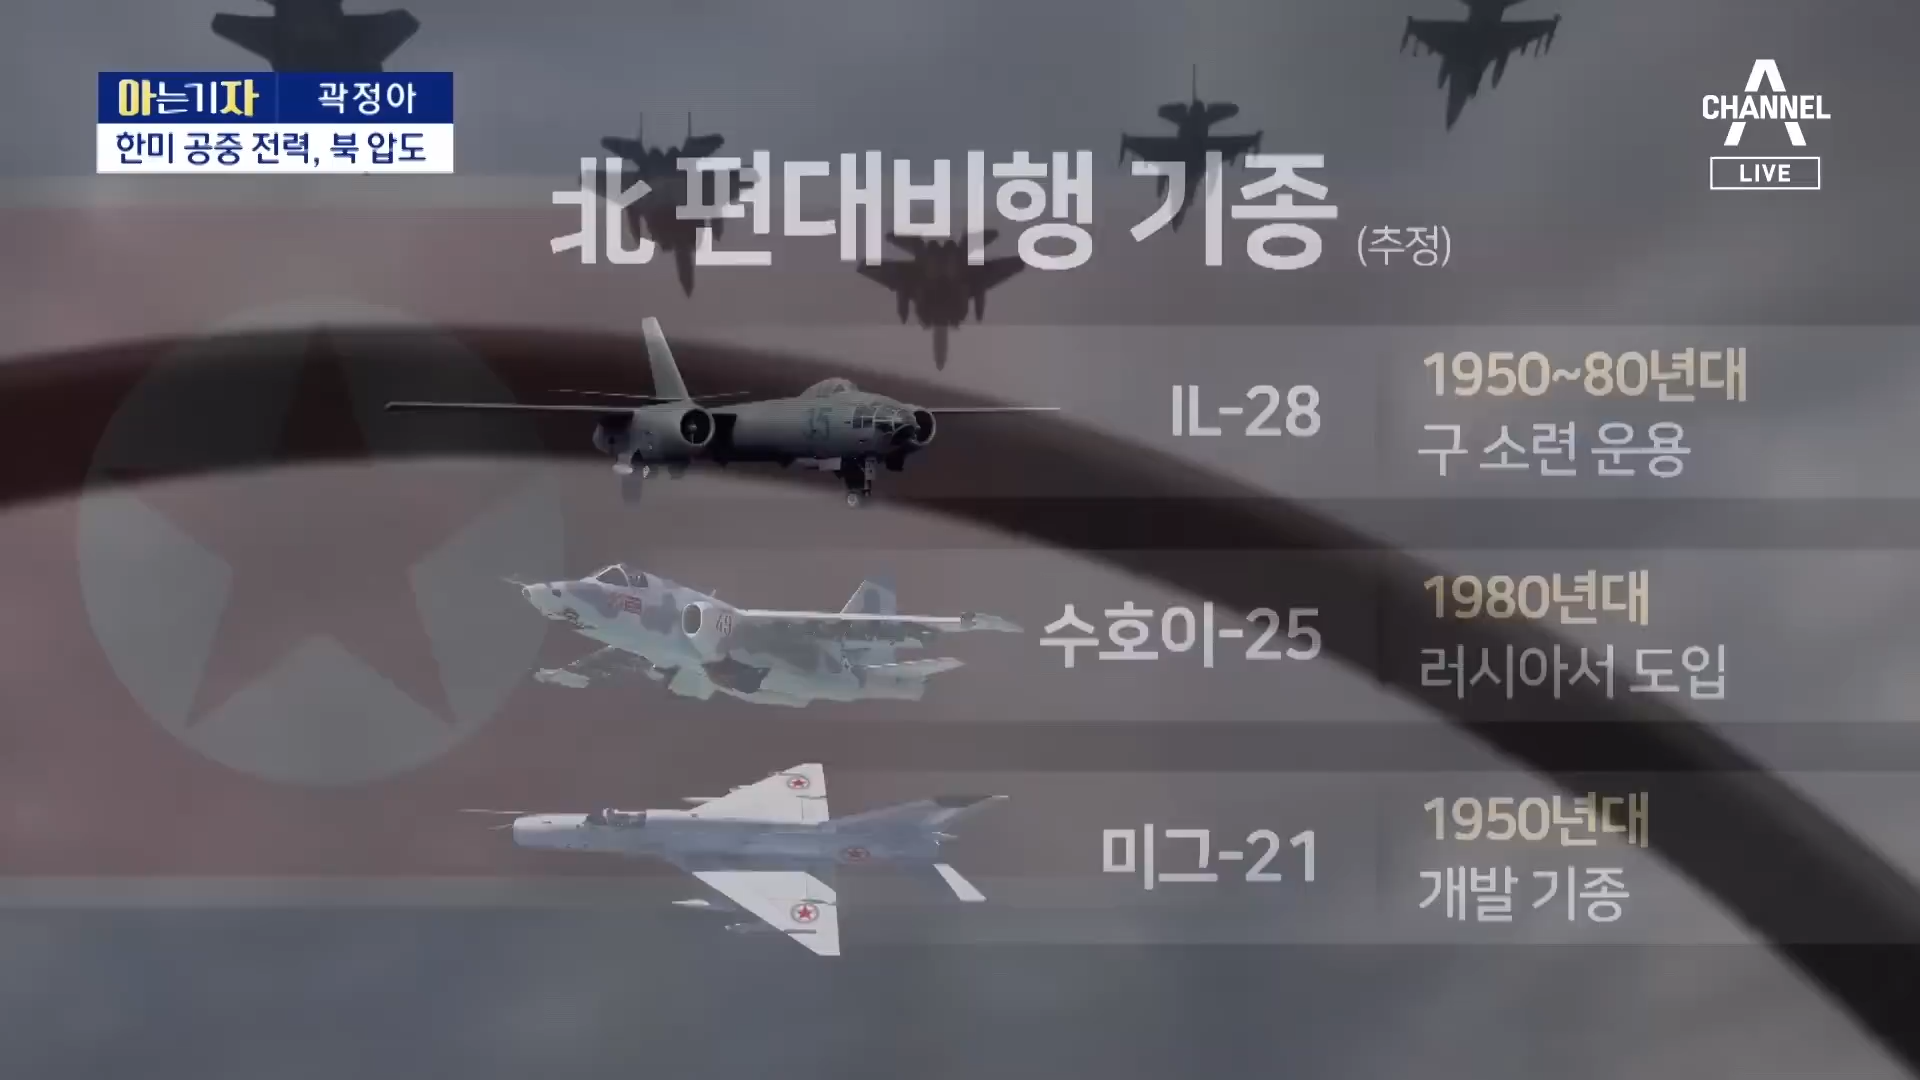 아는기자 곽정아
한미 공중 전력, 북 압도
CHANNEL A
LIVE
北 편대비행 기종 (추정)
IL-28
1950~80년대
구 소련 운용
35
수호이-25
1980년대
러시아서 도입
49
미그-21
1950년대
개발 기종